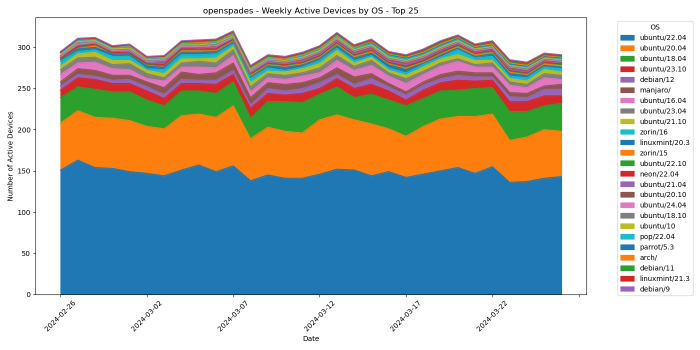 openspades - Weekly Active Devices by OS - Top 25
Number of Active Devices
300
250
200
150
100
50
0
2024-02-26
2024-03-02
2024-03-07
2024-03-12
2024-03-17
2024-03-22
Date
OS
ubuntu/22.04
ubuntu/20.04
ubuntu/18.04
ubuntu/23.10
debian/12
manjaro/
ubuntu/16.04
ubuntu/23.04
ubuntu/21.10
zorin/16
linuxmint/20.3
zorin/15
ubuntu/22.10
neon/22.04
ubuntu/21.04
ubuntu/20.10
ubuntu/24.04
ubuntu/18.10
ubuntu/10
pop/22.04
parrot/5.3
arch/
debian/11
linuxmint/21.3
debian/9